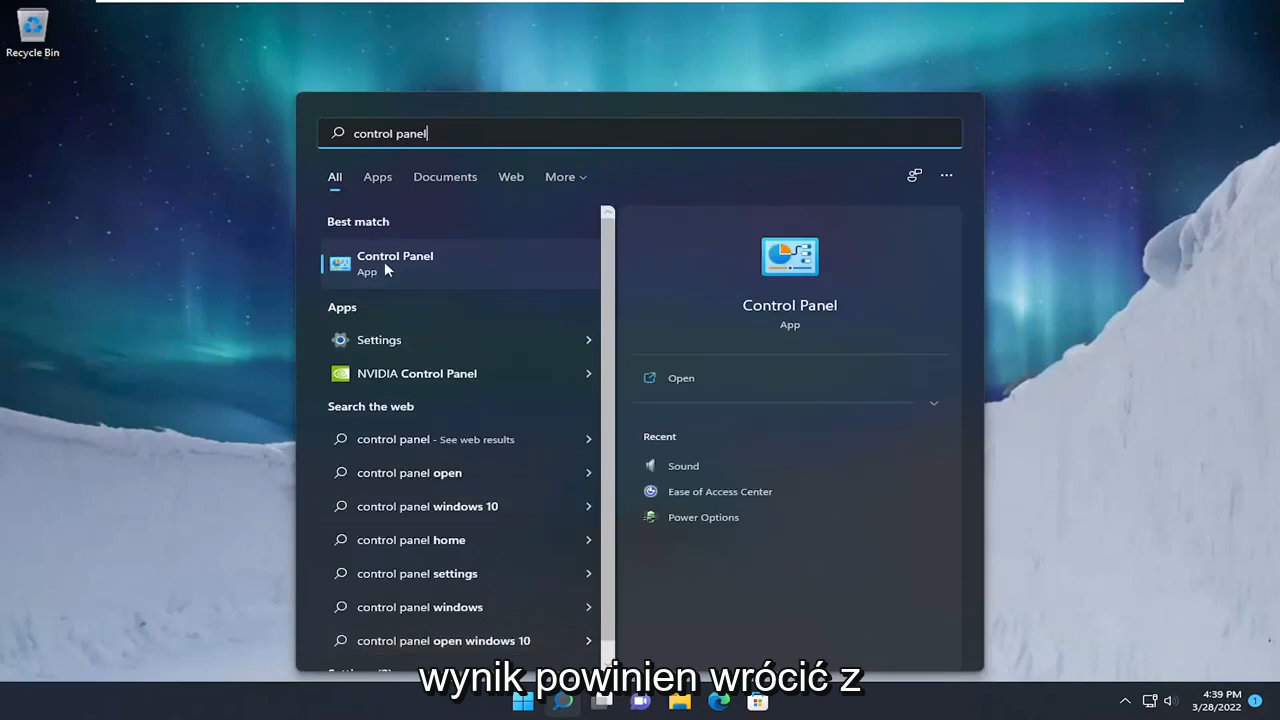 Recycle Bin
control panel
All Apps Documents Web More
Best match
Control Panel
App
Apps
Settings
NVIDIA Control Panel
Search the web
control panel - See web results
control panel open
control panel windows 10
control panel home
control panel settings
control panel windows
control panel open windows 10
Control Panel
App
Open
Recent
Sound
Ease of Access Center
Power Options
wynik powinien wrócić z
4:39 PM
3/28/2022
1